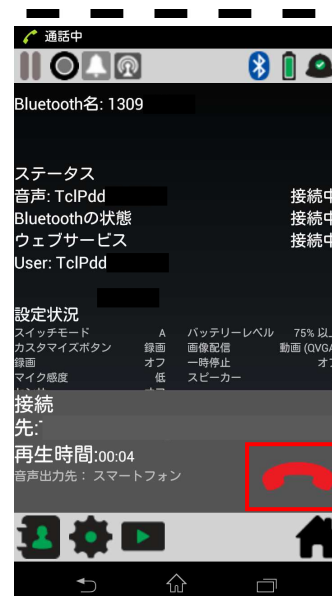 通話中
Bluetooth名: 1309
ステータス
音声: TclPdd 接続中
Bluetoothの状態 接続中
ウェブサービス 接続中
User: TclPdd
設定状況
スイッチモード A バッテリーレベル 75% 以上
カスタマイズボタン 録画 画像配信 動画 (QVGA
録画 オフ 一時停止 オフ
マイク感度 低 スピーカー
接続
先:
再生時間:00:04
音声出力先： スマートフォン